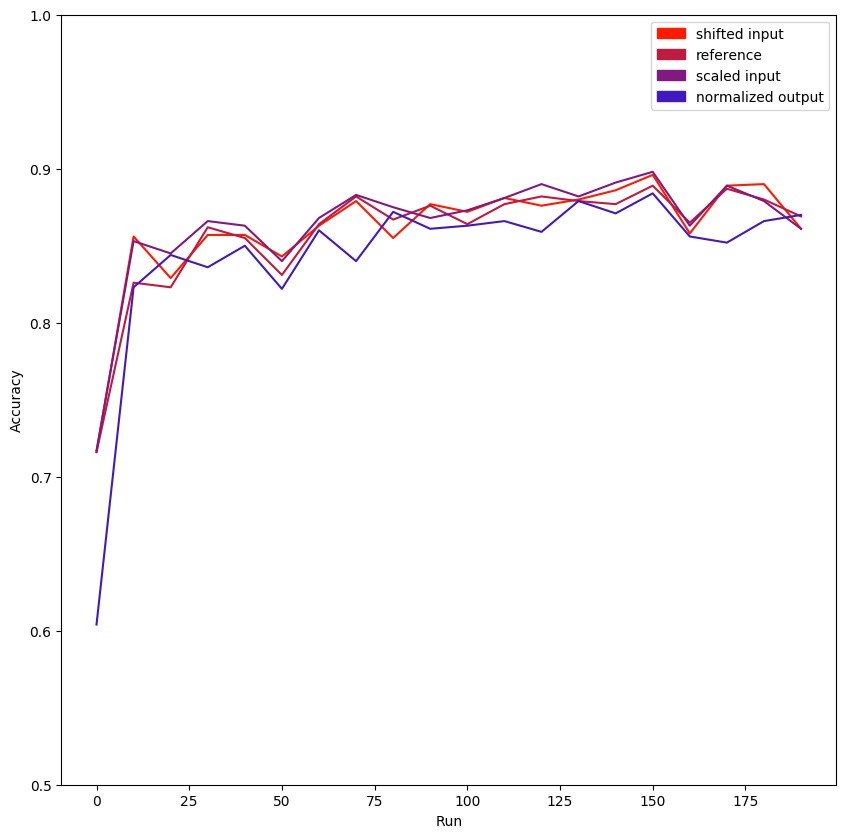 1.0
0.9
0.8
0.7
0.6
0.5
Accuracy
shifted input
reference
scaled input
normalized output
0 25 50 75 100 125 150 175
Run